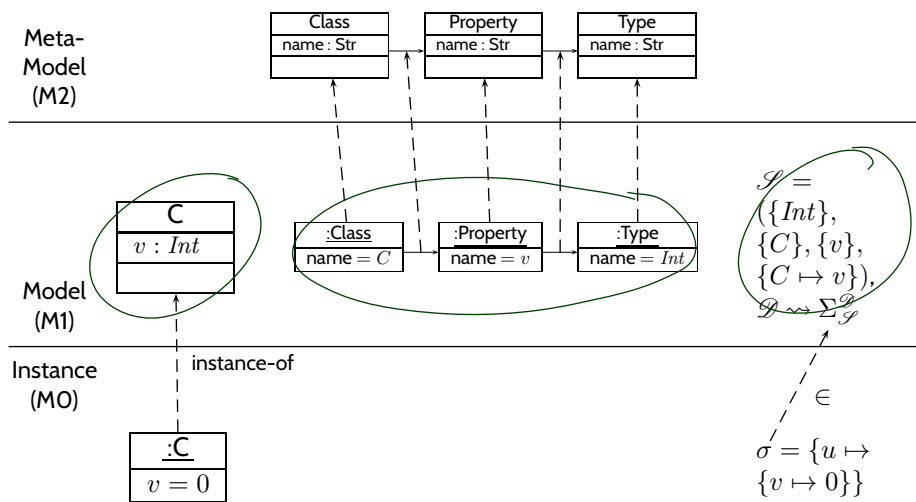 Class
Property
Type
name : Str
name : Str
name : Str
Meta-
Model
(M2)
C
v : Int
:Class
name = C
:Property
name = v
:Type
name = Int
𝒮 =
({Int},
{C}, {v},
{C ↦ v}),
𝒟 ⇝ Σ_𝒮^𝒟
Model
(M1)
instance-of
Instance
(M0)
∈
:C
v = 0
σ = {u ↦
{v ↦ 0}}